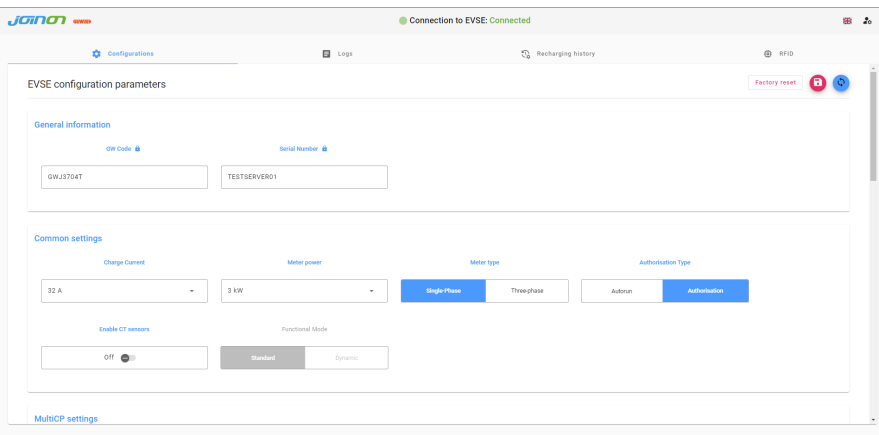 JOINON GEWISS Connection to EVSE: Connected
Configurations Logs Recharging history RFID
EVSE configuration parameters Factory reset
General information
GW Code Serial Number
GWJ3704T TESTSERVER01
Common settings
Charge Current Meter power Meter type Authorisation Type
32 A 3 kW Single-Phase Three-phase Autorun Authorisation
Enable CT sensors Functional Mode
Off Standard Dynamic
MultiCP settings